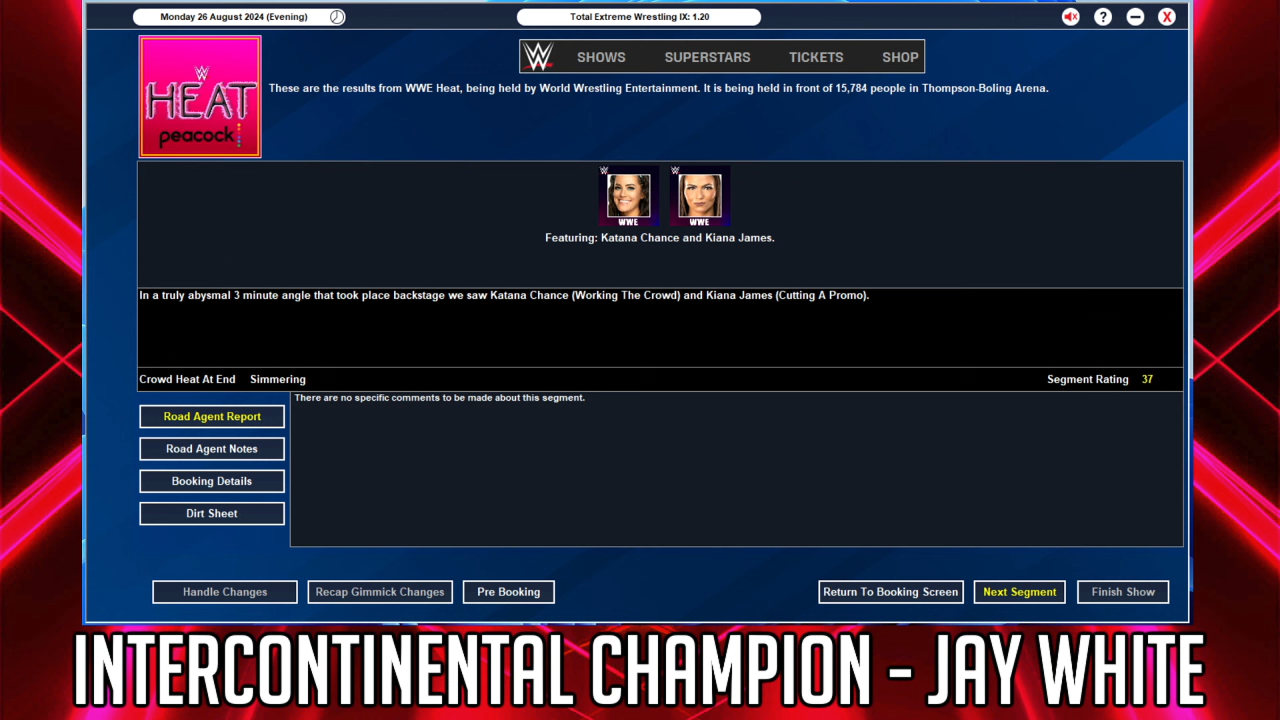 Monday 26 August 2024 (Evening)
Total Extreme Wrestling IX: 1.20
?
X
HEAT
peacock
SHOWS SUPERSTARS TICKETS SHOP
These are the results from WWE Heat, being held by World Wrestling Entertainment. It is being held in front of 15,784 people in Thompson-Boling Arena.
WWE WWE
Featuring: Katana Chance and Kiana James.
In a truly abysmal 3 minute angle that took place backstage we saw Katana Chance (Working The Crowd) and Kiana James (Cutting A Promo).
Crowd Heat At End Simmering Segment Rating 37
Road Agent Report
There are no specific comments to be made about this segment.
Road Agent Notes
Booking Details
Dirt Sheet
Handle Changes Recap Gimmick Changes Pre Booking Return To Booking Screen Next Segment Finish Show
INTERCONTINENTAL CHAMPION - JAY WHITE